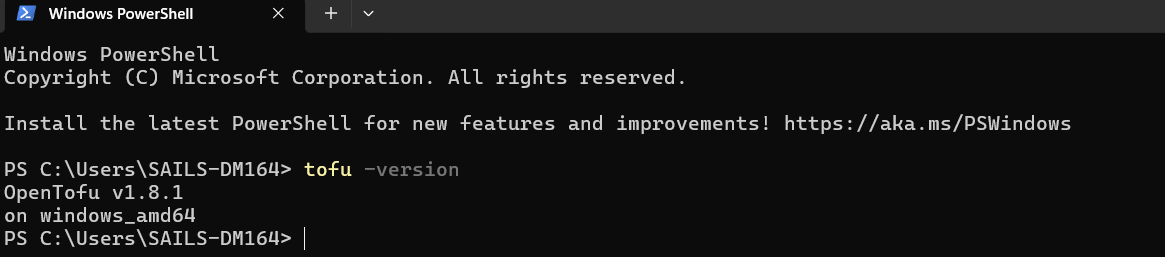 Windows PowerShell
Windows PowerShell
Copyright (C) Microsoft Corporation. All rights reserved.
Install the latest PowerShell for new features and improvements! https://aka.ms/PSWindows
PS C:\Users\SAILS-DM164> tofu -version
OpenTofu v1.8.1
on windows_amd64
PS C:\Users\SAILS-DM164>